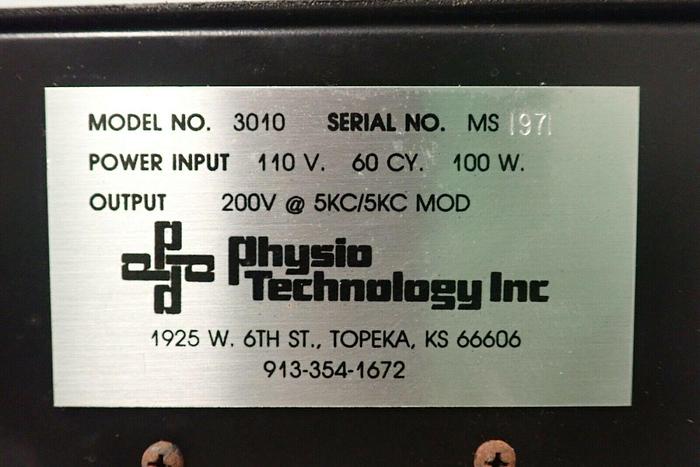 MODEL NO. 3010 SERIAL NO. MS 1971
POWER INPUT 110 V. 60 CY. 100 W.
OUTPUT 200V @ 5KC/5KC MOD
Physio
Technology Inc
1925 W. 6TH ST., TOPEKA, KS 66606
913-354-1672